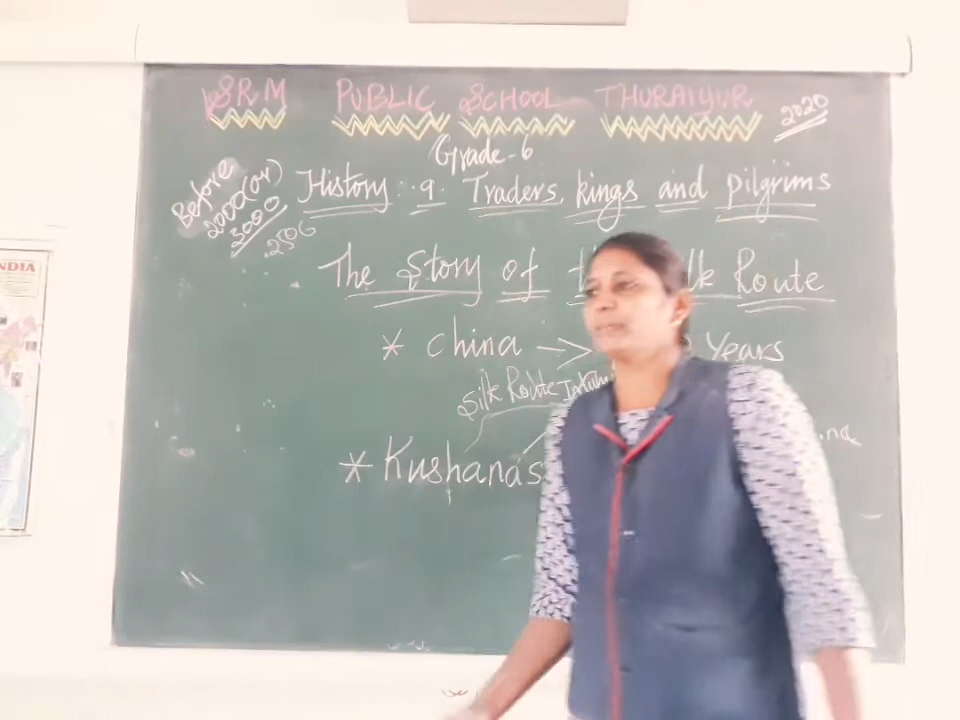 SRM PUBLIC SCHOOL THURAIYUR
2020
Grade-6
Before
2000 (or)
3000
2506
History : 9. Traders, kings and pilgrims
The Story of Route
* China → Years
Silk Route
* Kushanas
INDIA